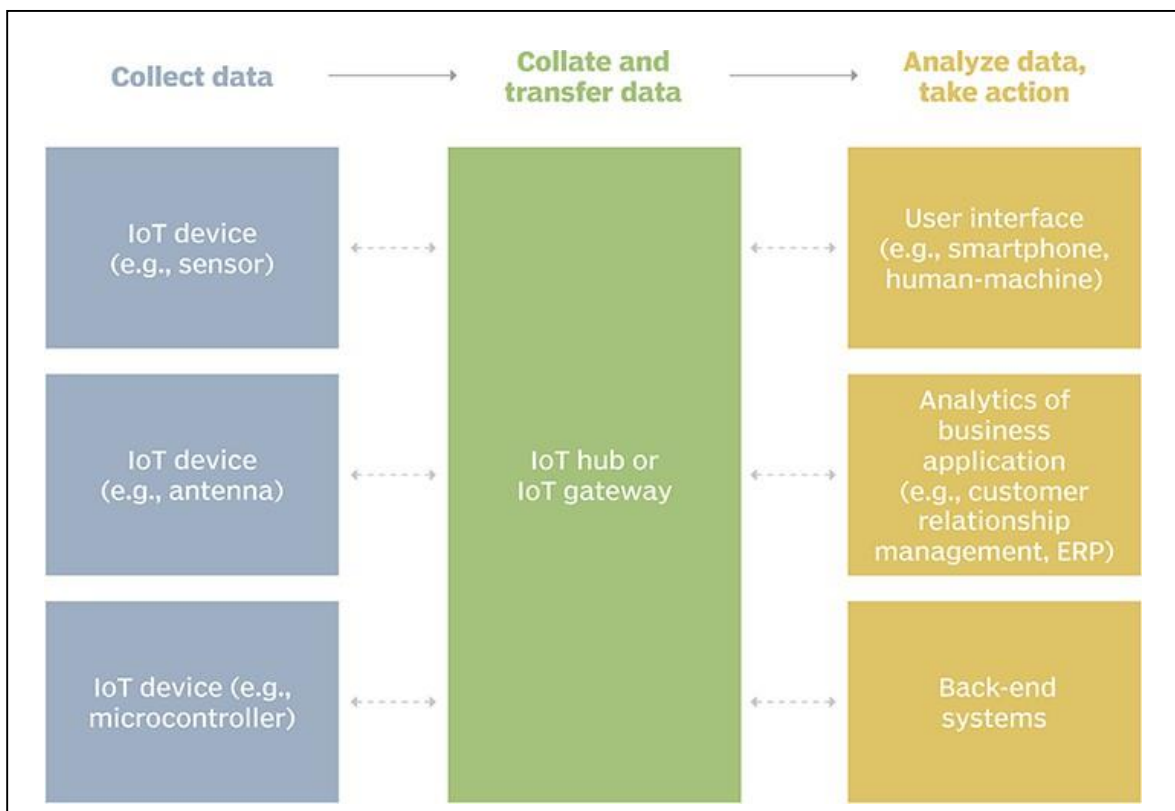 Collect data
Collate and
transfer data
Analyze data,
take action
IoT device
(e.g., sensor)
IoT device
(e.g., antenna)
IoT device (e.g.,
microcontroller)
IoT hub or
IoT gateway
User interface
(e.g., smartphone,
human-machine)
Analytics of
business
application
(e.g., customer
relationship
management, ERP)
Back-end
systems